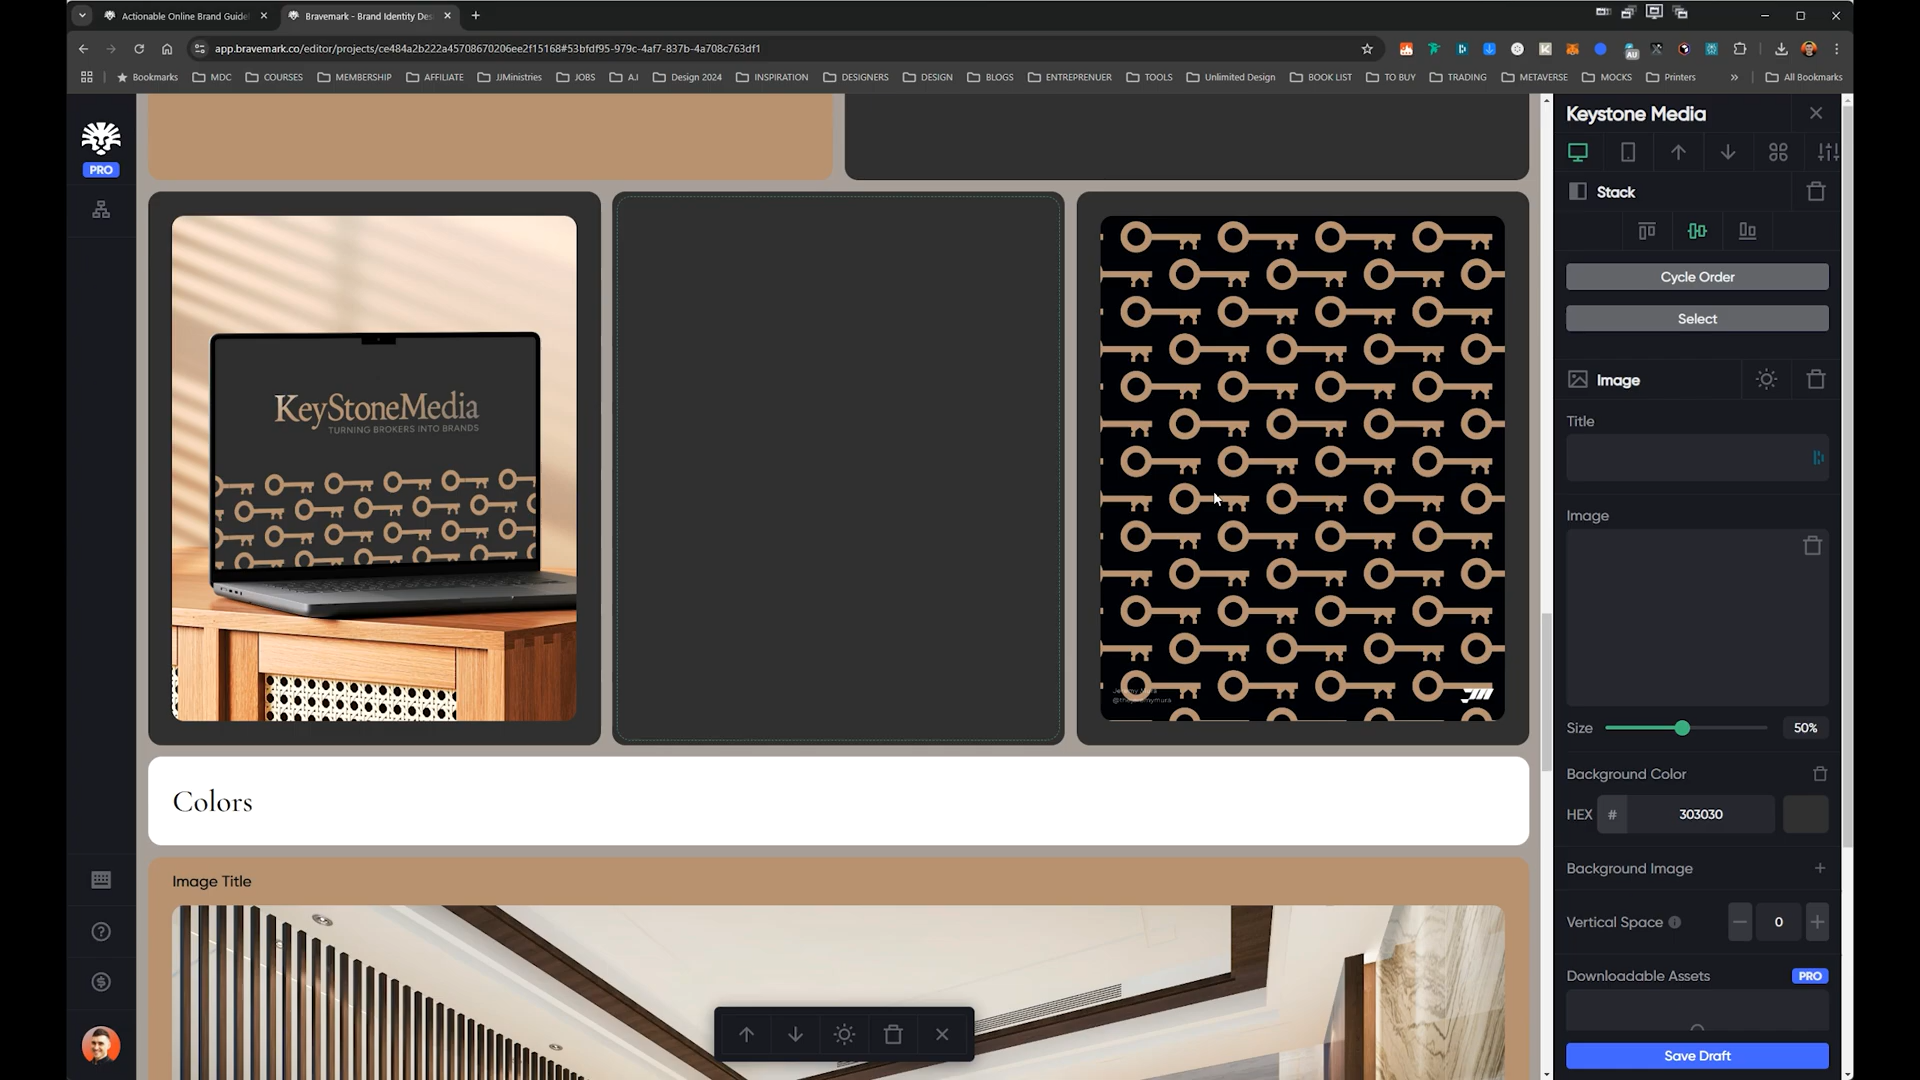 Actionable Online Brand Guide
Bravemark - Brand Identity Des
app.bravemark.co/editor/projects/ce484a2b222a45708670206ee2f15168#53bfdf95-979c-4af7-837b-4a708c763df1
Bookmarks MDC COURSES MEMBERSHIP AFFILIATE JJMinistries JOBS A.I Design 2024 INSPIRATION DESIGNERS DESIGN BLOGS ENTREPRENUER TOOLS Unlimited Design BOOK LIST TO BUY TRADING METAVERSE MOCKS Printers » All Bookmarks
PRO
KeyStoneMedia
TURNING BROKERS INTO BRANDS
Colors
Image Title
Keystone Media
Stack
Cycle Order
Select
Image
Title
Image
Size 50%
Background Color
HEX # 303030
Background Image +
Vertical Space 0
Downloadable Assets PRO
Save Draft